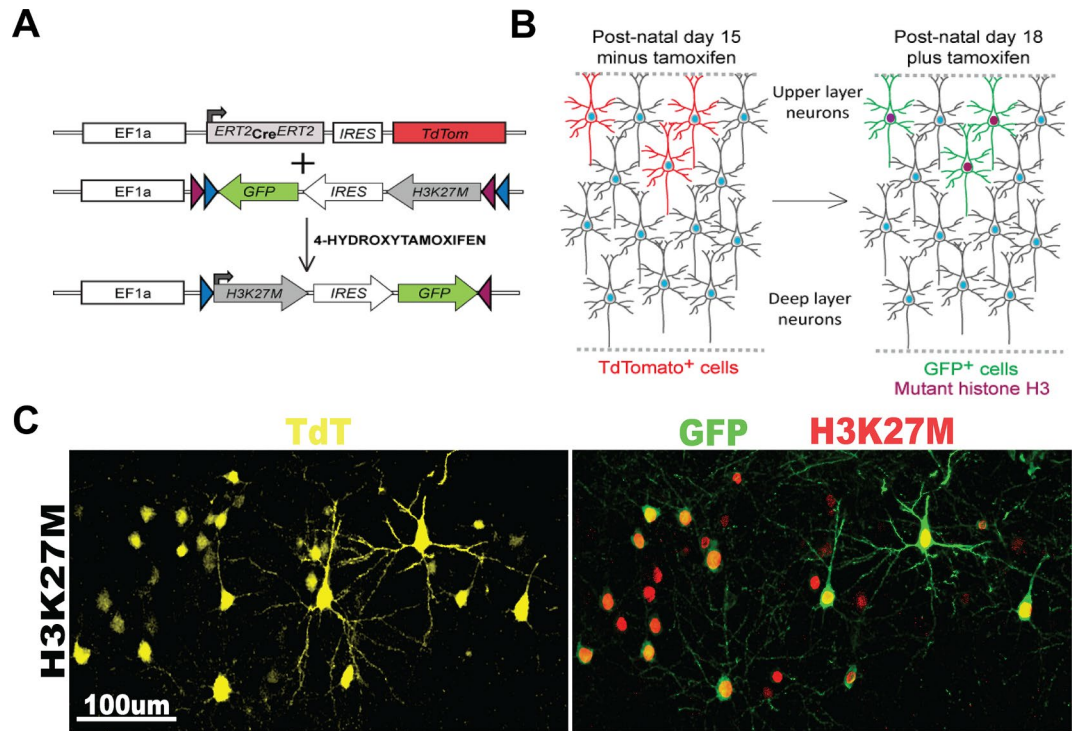 A
EF1a
ERT2CreERT2
IRES
TdTom
+
EF1a
GFP
IRES
H3K27M
4-HYDROXYTAMOXIFEN
EF1a
H3K27M
IRES
GFP
B
Post-natal day 15
minus tamoxifen
Post-natal day 18
plus tamoxifen
Upper layer
neurons
Deep layer
neurons
TdTomato⁺ cells
GFP⁺ cells
Mutant histone H3
C
TdT
GFP
H3K27M
H3K27M
100um